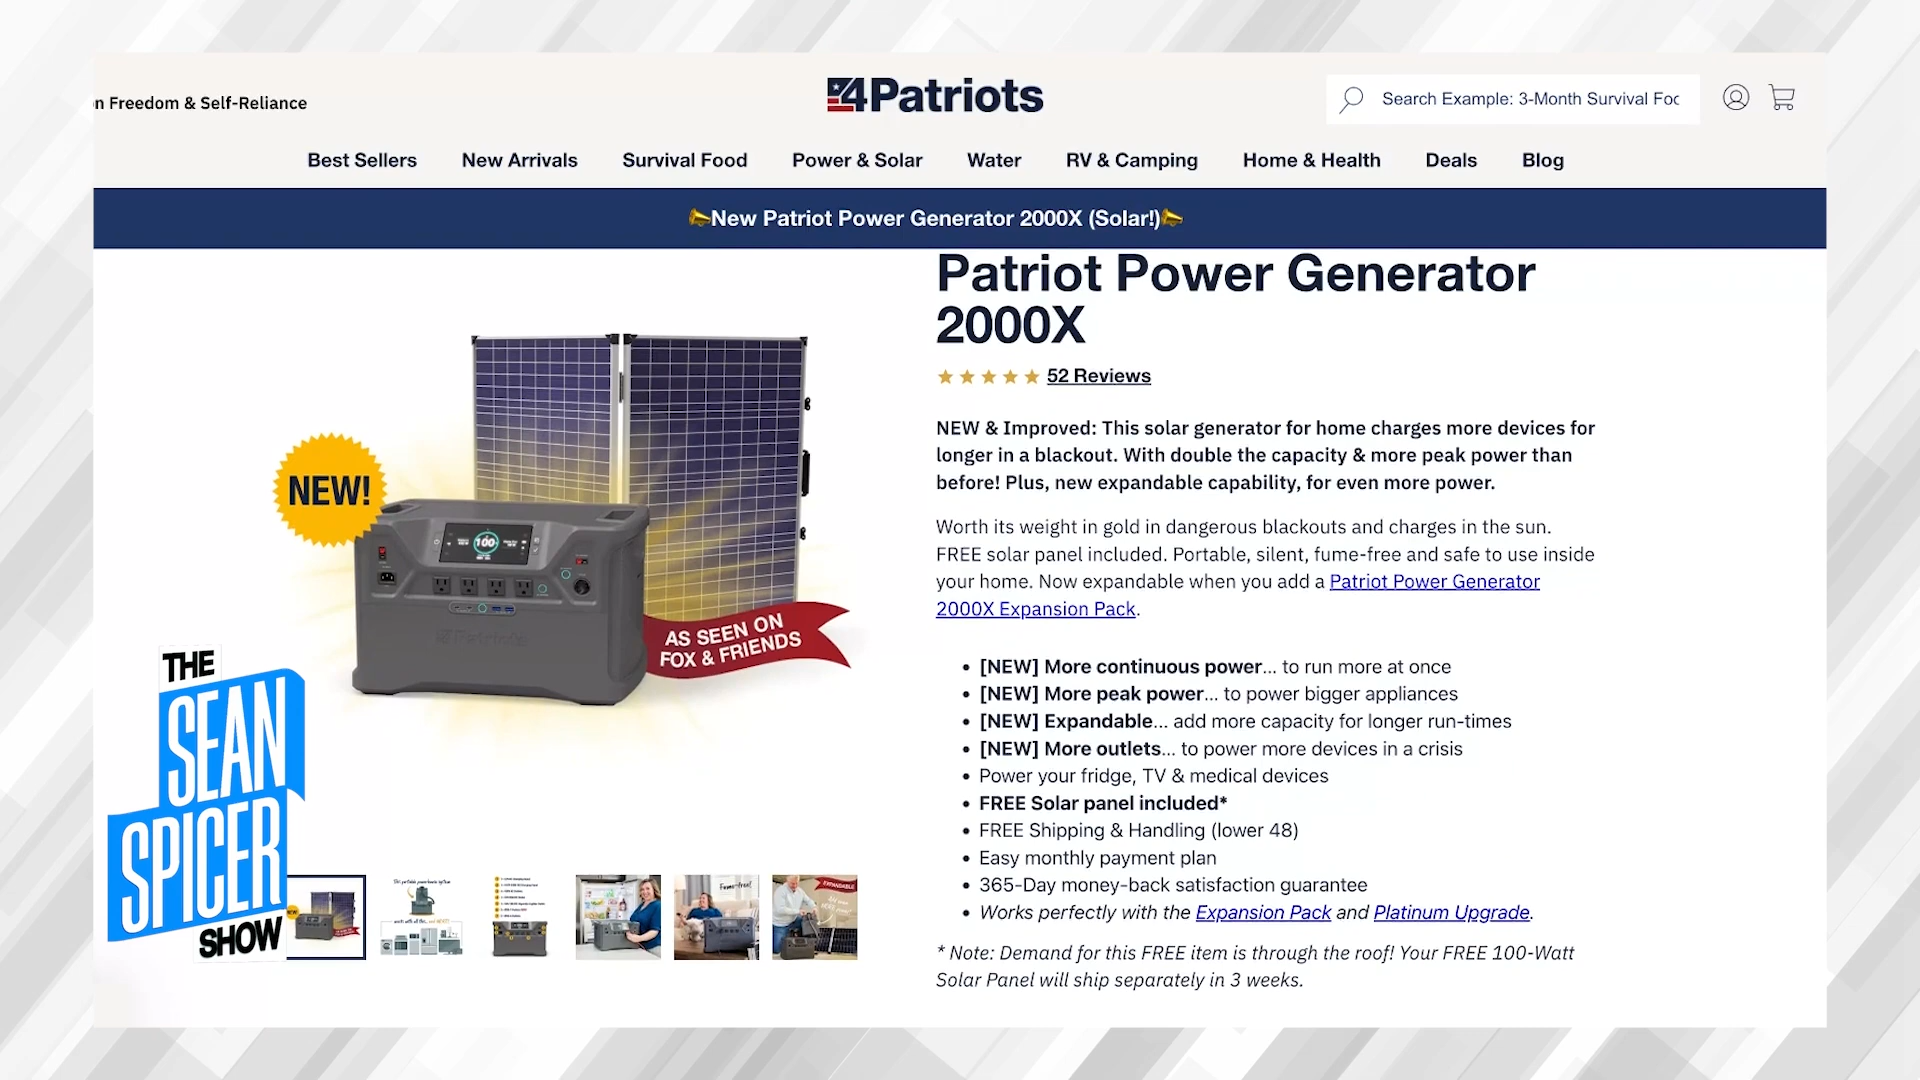 on Freedom & Self-Reliance
4Patriots
Search Example: 3-Month Survival Foc
Best Sellers New Arrivals Survival Food Power & Solar Water RV & Camping Home & Health Deals Blog
New Patriot Power Generator 2000X (Solar!)
Patriot Power Generator
2000X
52 Reviews
NEW & Improved: This solar generator for home charges more devices for
longer in a blackout. With double the capacity & more peak power than
before! Plus, new expandable capability, for even more power.
Worth its weight in gold in dangerous blackouts and charges in the sun.
FREE solar panel included. Portable, silent, fume-free and safe to use inside
your home. Now expandable when you add a Patriot Power Generator
2000X Expansion Pack.
• [NEW] More continuous power... to run more at once
• [NEW] More peak power... to power bigger appliances
• [NEW] Expandable... add more capacity for longer run-times
• [NEW] More outlets... to power more devices in a crisis
• Power your fridge, TV & medical devices
• FREE Solar panel included*
• FREE Shipping & Handling (lower 48)
• Easy monthly payment plan
• 365-Day money-back satisfaction guarantee
• Works perfectly with the Expansion Pack and Platinum Upgrade.
* Note: Demand for this FREE item is through the roof! Your FREE 100-Watt
Solar Panel will ship separately in 3 weeks.
NEW!
100
4Patriots
AS SEEN ON
FOX & FRIENDS
THE
SEAN
SPICER
SHOW
Fume-free!
EXPANDABLE